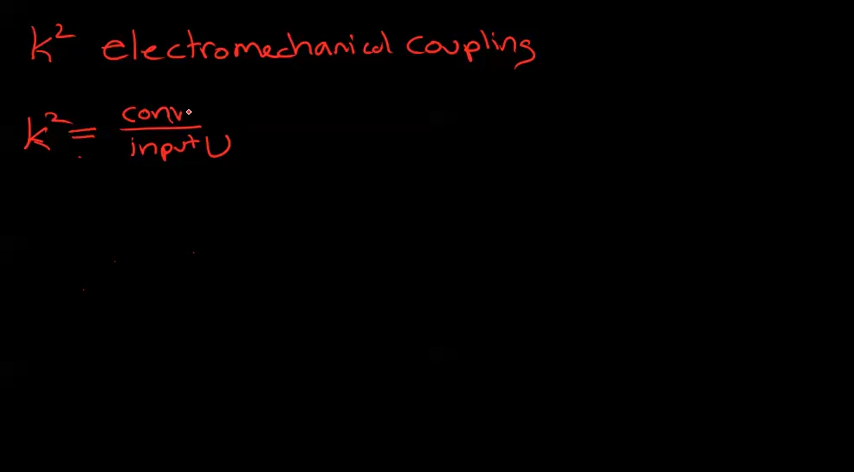 k² electromechanical coupling
k² = conv
input U